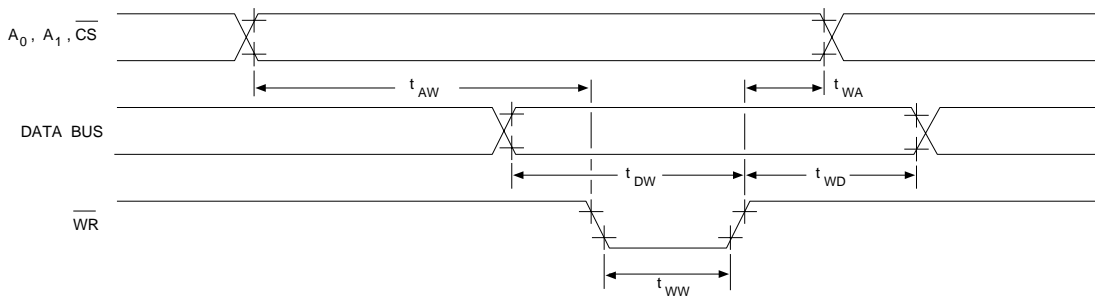 A0, A1, CS
tAW
tWA
DATA BUS
tDW
tWD
WR
tWW